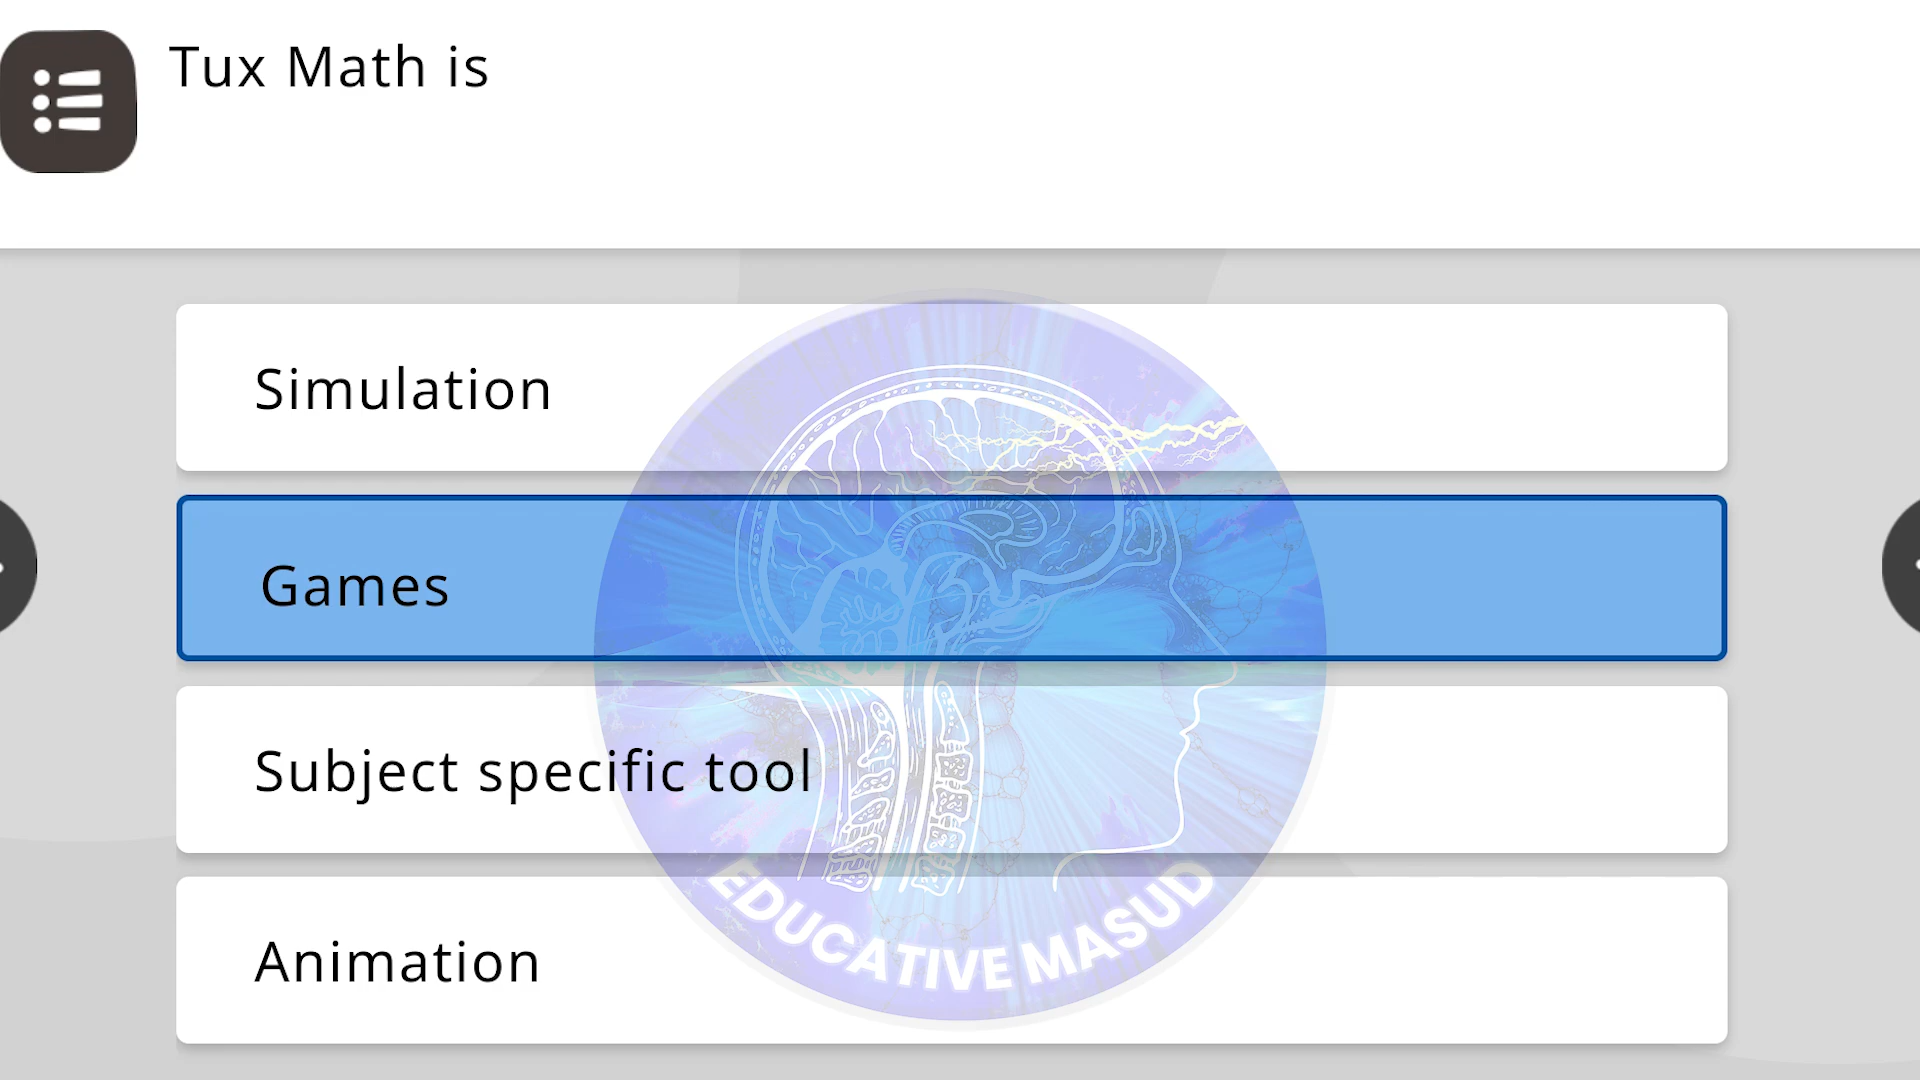 Tux Math is
Simulation
Games
Subject specific tool
Animation
EDUCATIVE MASUD